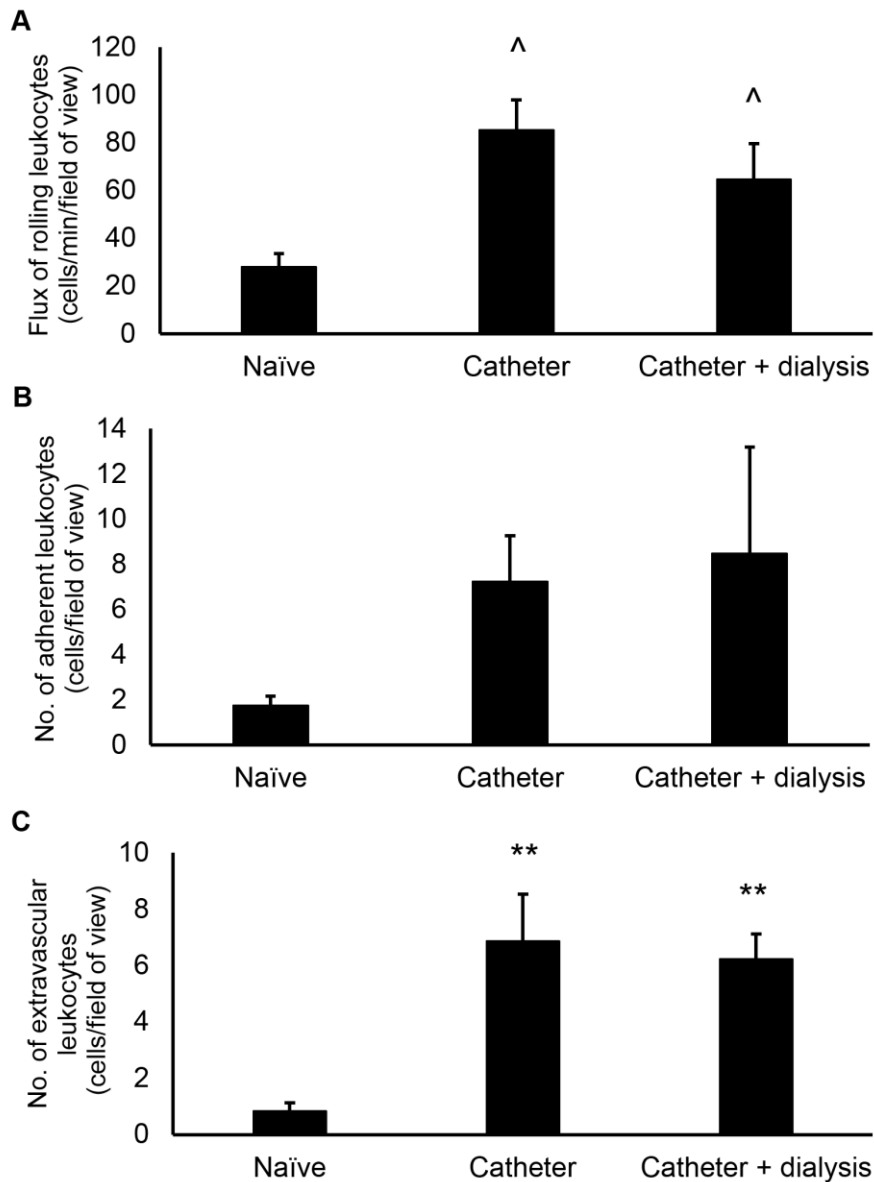 A
Flux of rolling leukocytes
(cells/min/field of view)
120
100
80
60
40
20
0
^
^
Naïve
Catheter
Catheter + dialysis
B
No. of adherent leukocytes
(cells/field of view)
14
12
10
8
6
4
2
0
Naïve
Catheter
Catheter + dialysis
C
No. of extravascular
leukocytes
(cells/field of view)
10
8
6
4
2
0
**
**
Naïve
Catheter
Catheter + dialysis